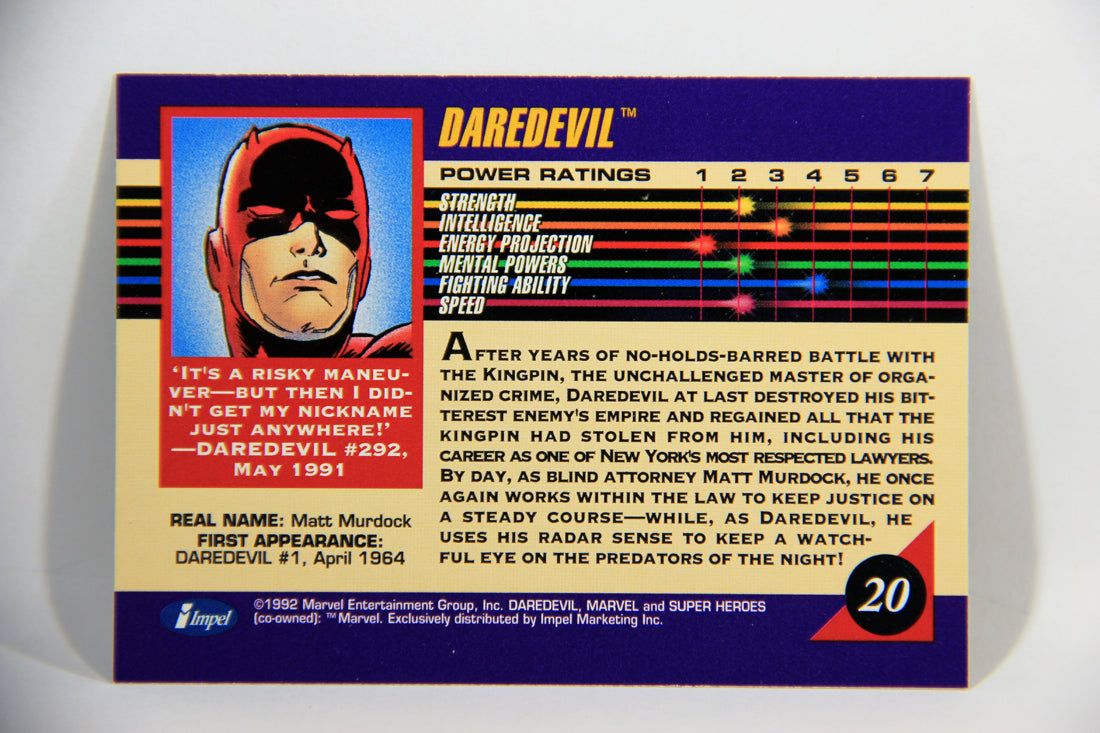 DAREDEVIL™
POWER RATINGS 1 2 3 4 5 6 7
STRENGTH
INTELLIGENCE
ENERGY PROJECTION
MENTAL POWERS
FIGHTING ABILITY
SPEED
'IT'S A RISKY MANEU-
VER—BUT THEN I DID-
N'T GET MY NICKNAME
JUST ANYWHERE!'
—DAREDEVIL #292,
MAY 1991
REAL NAME: Matt Murdock
FIRST APPEARANCE:
DAREDEVIL #1, April 1964
AFTER YEARS OF NO-HOLDS-BARRED BATTLE WITH
THE KINGPIN, THE UNCHALLENGED MASTER OF ORGA-
NIZED CRIME, DAREDEVIL AT LAST DESTROYED HIS BIT-
TEREST ENEMY'S EMPIRE AND REGAINED ALL THAT THE
KINGPIN HAD STOLEN FROM HIM, INCLUDING HIS
CAREER AS ONE OF NEW YORK'S MOST RESPECTED LAWYERS.
BY DAY, AS BLIND ATTORNEY MATT MURDOCK, HE ONCE
AGAIN WORKS WITHIN THE LAW TO KEEP JUSTICE ON
A STEADY COURSE—WHILE, AS DAREDEVIL, HE
USES HIS RADAR SENSE TO KEEP A WATCH-
FUL EYE ON THE PREDATORS OF THE NIGHT!
20
Impel
©1992 Marvel Entertainment Group, Inc. DAREDEVIL, MARVEL and SUPER HEROES
(co-owned): ™Marvel. Exclusively distributed by Impel Marketing Inc.